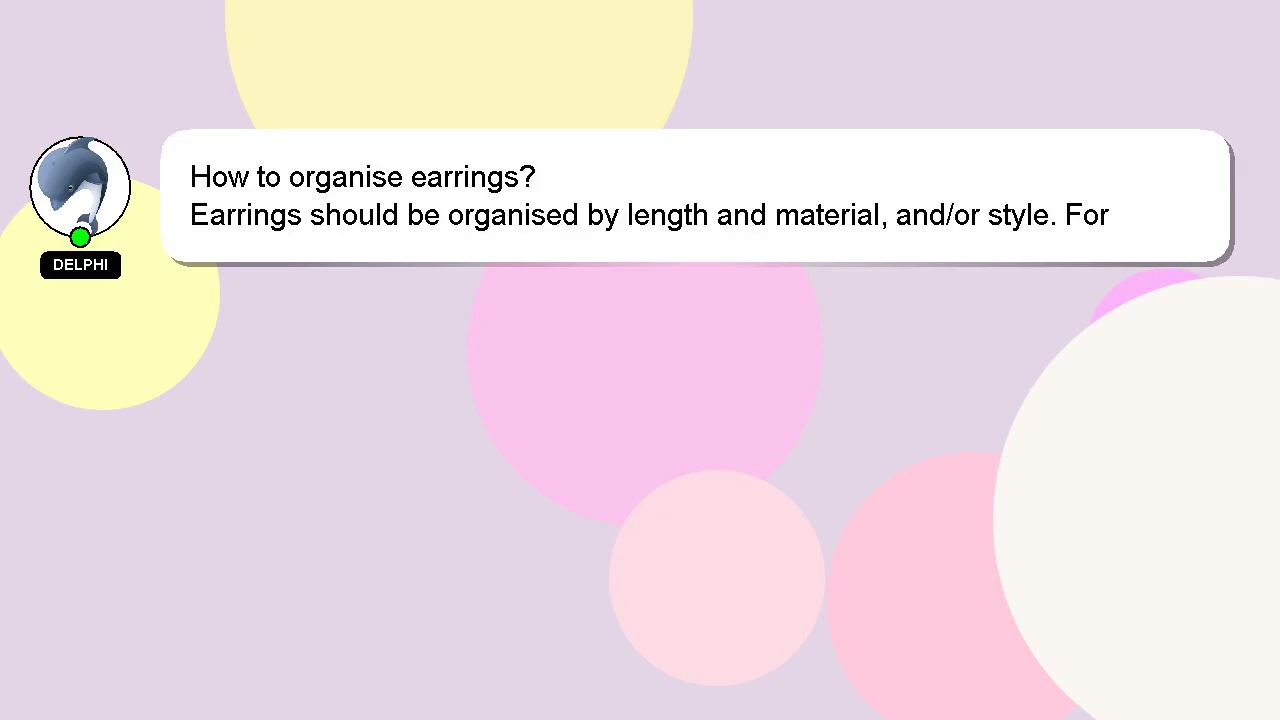 How to organise earrings?
Earrings should be organised by length and material, and/or style. For
DELPHI